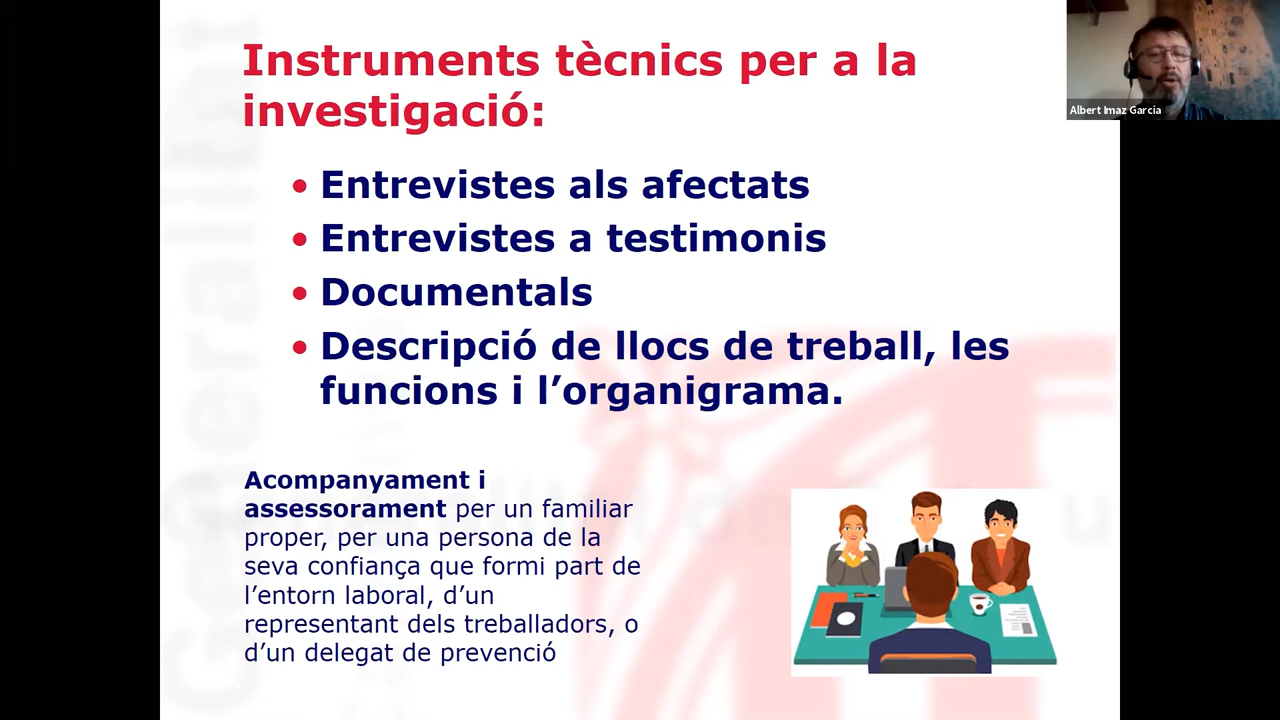 Instruments tècnics per a la
investigació:
• Entrevistes als afectats
• Entrevistes a testimonis
• Documentals
• Descripció de llocs de treball, les
funcions i l’organigrama.
Acompanyament i
assessorament per un familiar
proper, per una persona de la
seva confiança que formi part de
l’entorn laboral, d’un
representant dels treballadors, o
d’un delegat de prevenció
Albert Imaz Garcia